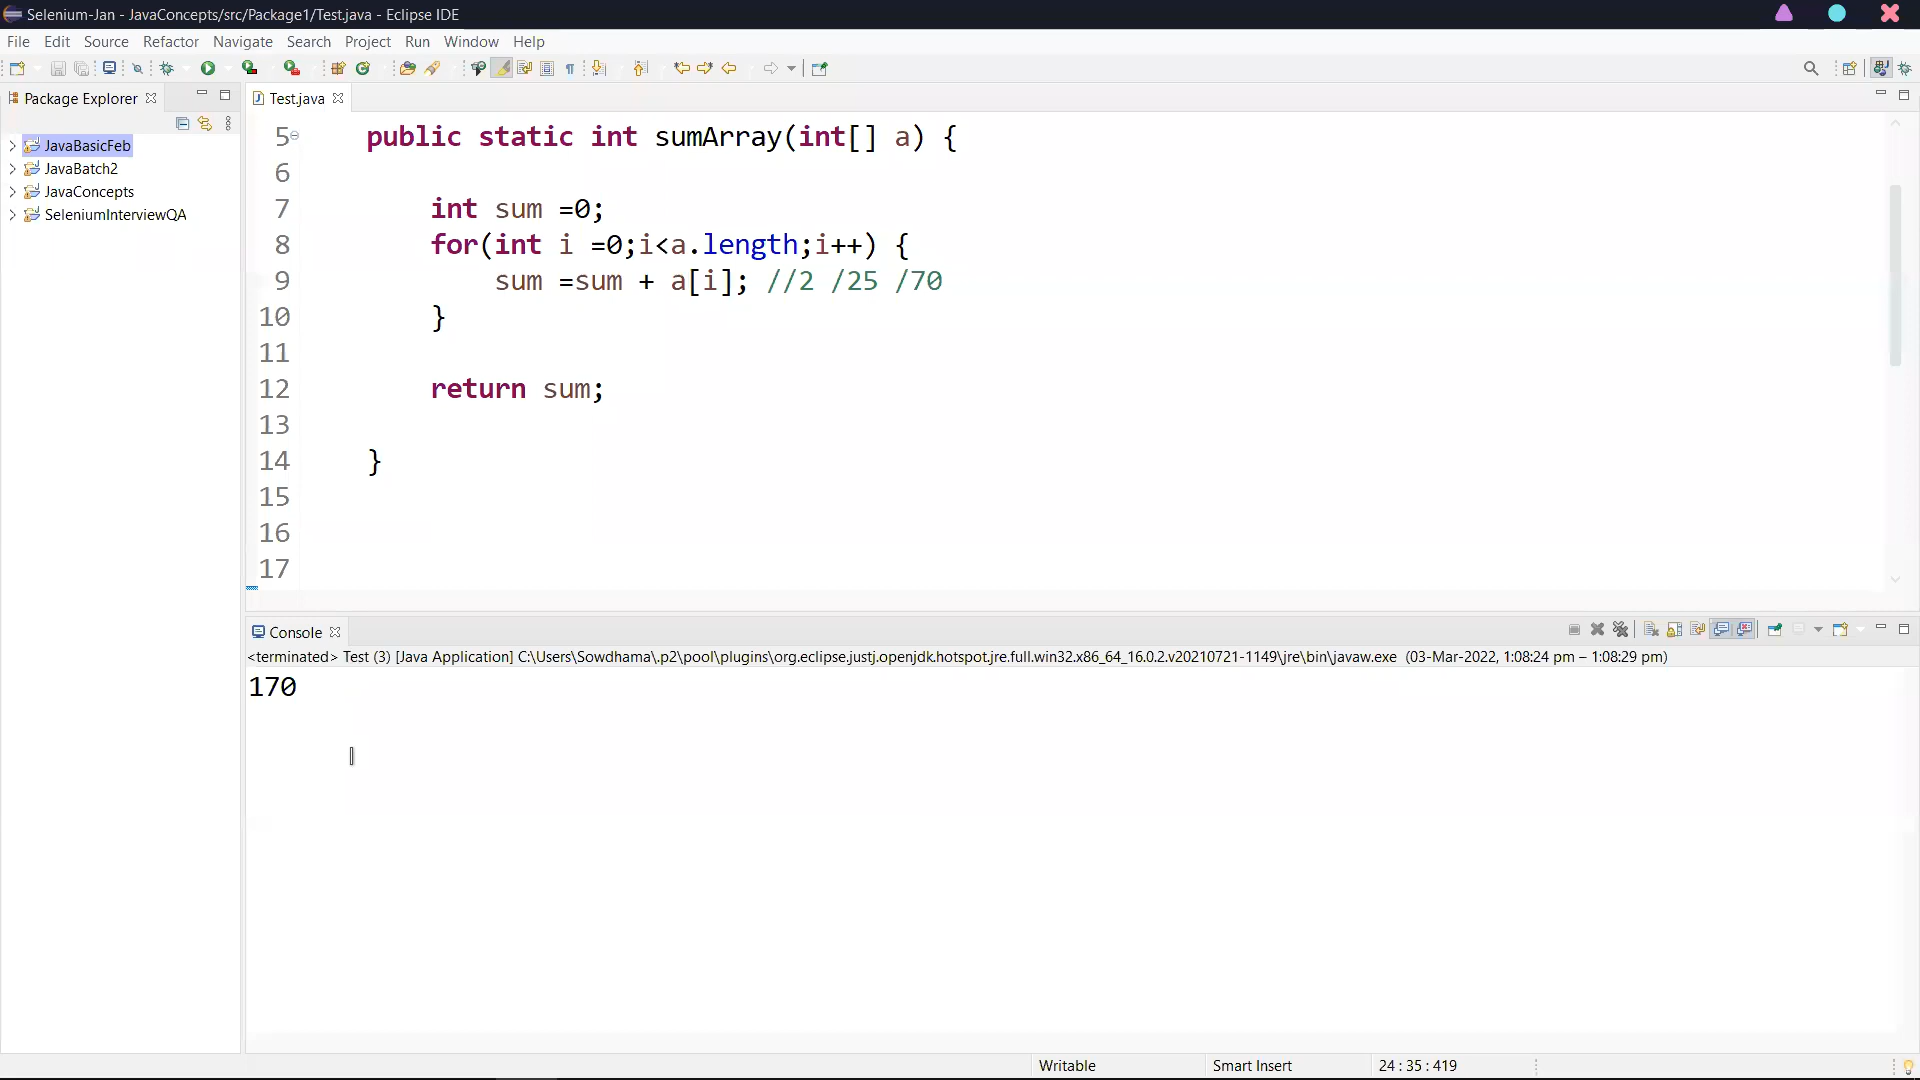 Selenium-Jan - JavaConcepts/src/Package1/Test.java - Eclipse IDE
File Edit Source Refactor Navigate Search Project Run Window Help
Package Explorer
Test.java
JavaBasicFeb
JavaBatch2
JavaConcepts
SeleniumInterviewQA
5 public static int sumArray(int[] a) {
6
7 int sum =0;
8 for(int i =0;i<a.length;i++) {
9 sum =sum + a[i]; //2 /25 /70
10 }
11
12 return sum;
13
14 }
15
16
17
Console
<terminated> Test (3) [Java Application] C:\Users\Sowdhama\.p2\pool\plugins\org.eclipse.justj.openjdk.hotspot.jre.full.win32.x86_64_16.0.2.v20210721-1149\jre\bin\javaw.exe (03-Mar-2022, 1:08:24 pm – 1:08:29 pm)
170
Writable Smart Insert 24 : 35 : 419